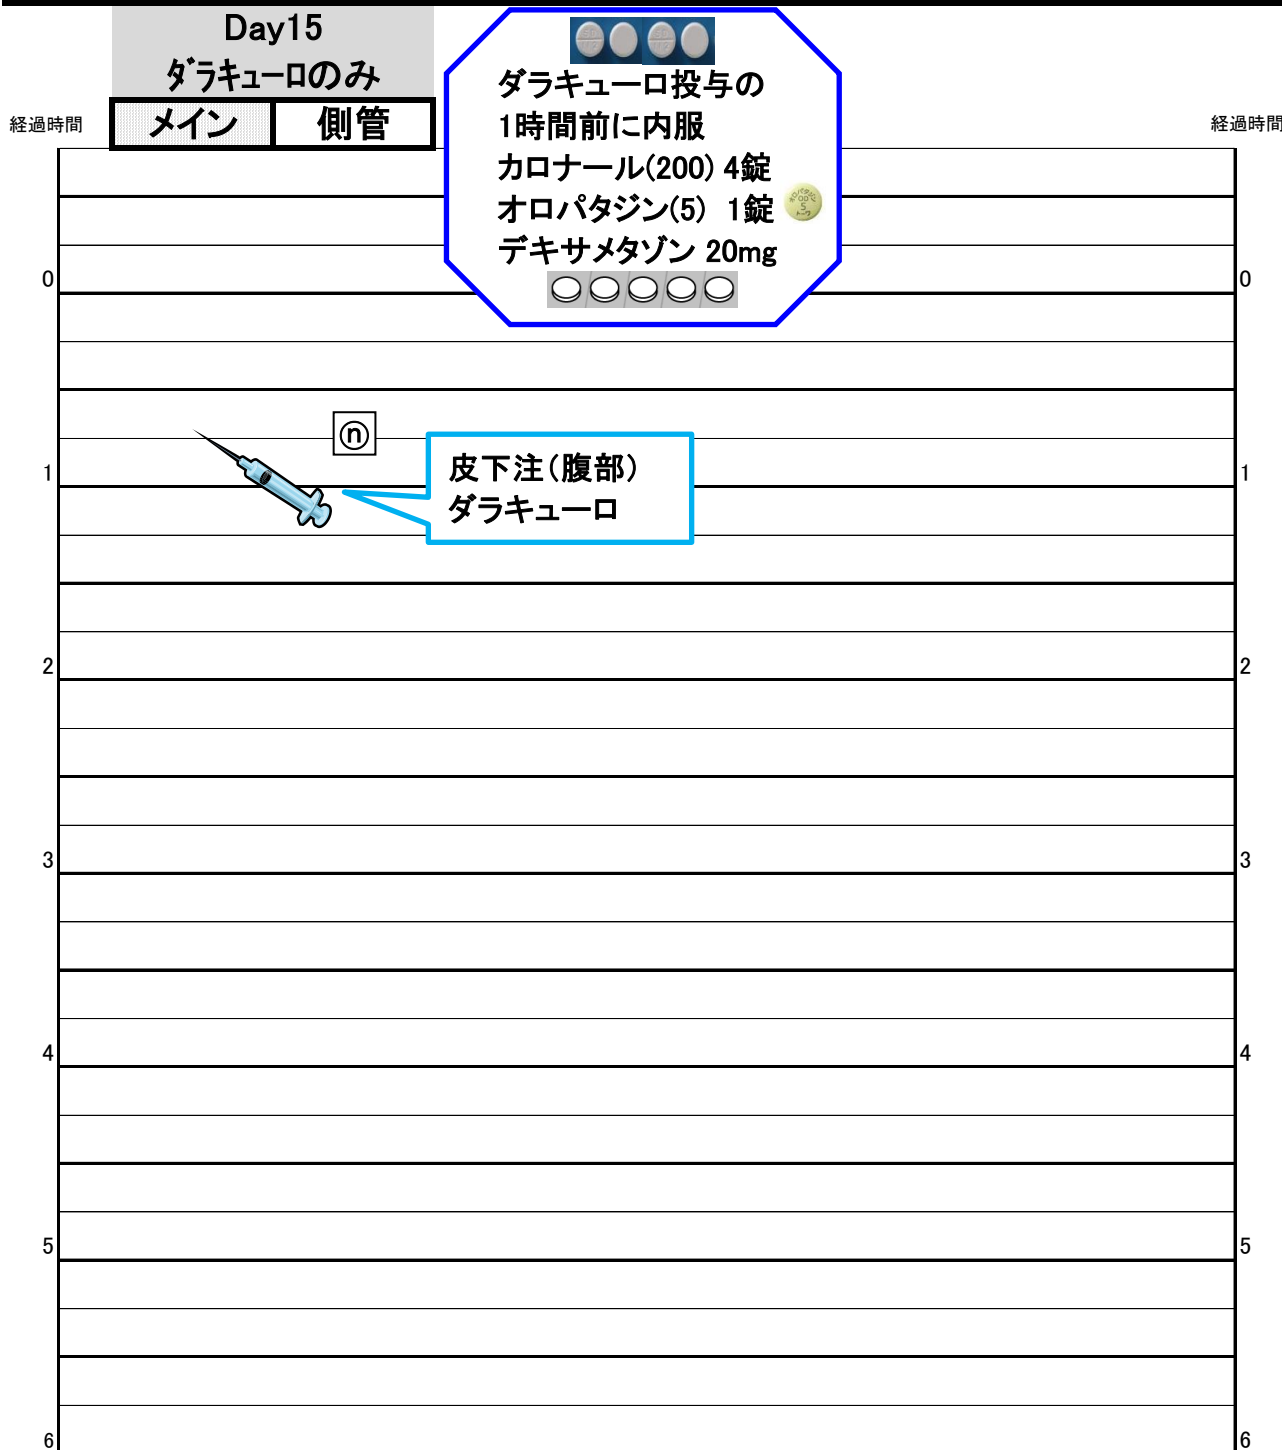 Day15
ﾀﾞﾗｷｭｰﾛのみ
メイン 側管
経過時間
経過時間
ダラキューロ投与の
1時間前に内服
カロナール(200) 4錠
オロパタジン(5) 1錠
デキサメタゾン 20mg
0 0
ⓝ
皮下注(腹部)
ダラキューロ
1 1
2 2
3 3
4 4
5 5
6 6